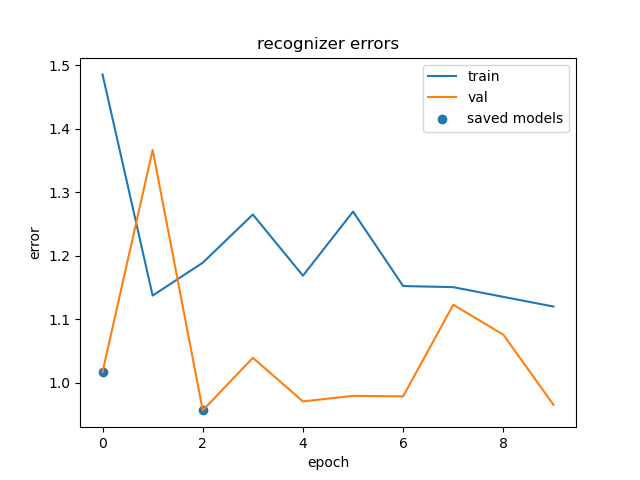 recognizer errors
1.5
1.4
1.3
1.2
1.1
1.0
error
train
val
saved models
0 2 4 6 8
epoch